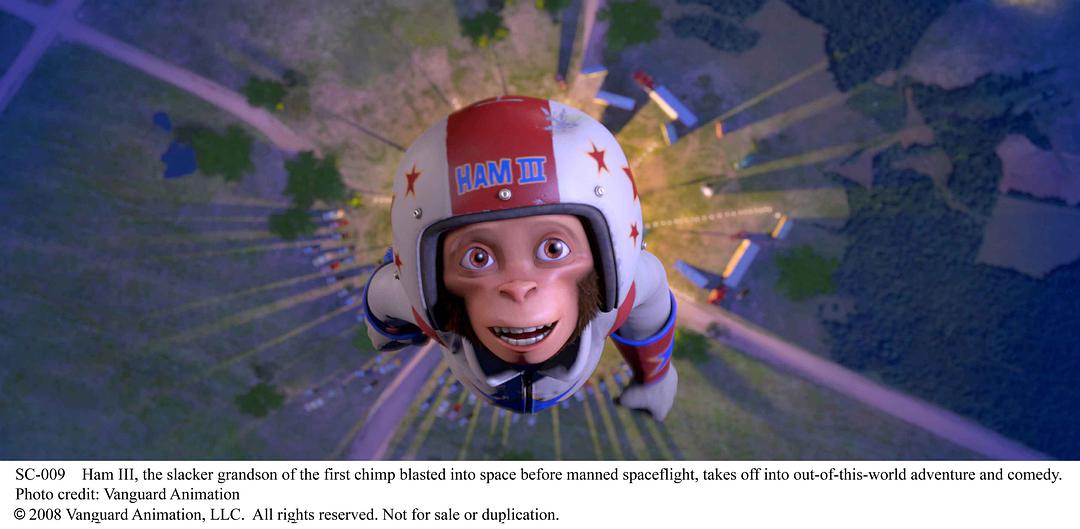 HAM III
SC-009 Ham III, the slacker grandson of the first chimp blasted into space before manned spaceflight, takes off into out-of-this-world adventure and comedy.
Photo credit: Vanguard Animation
© 2008 Vanguard Animation, LLC. All rights reserved. Not for sale or duplication.